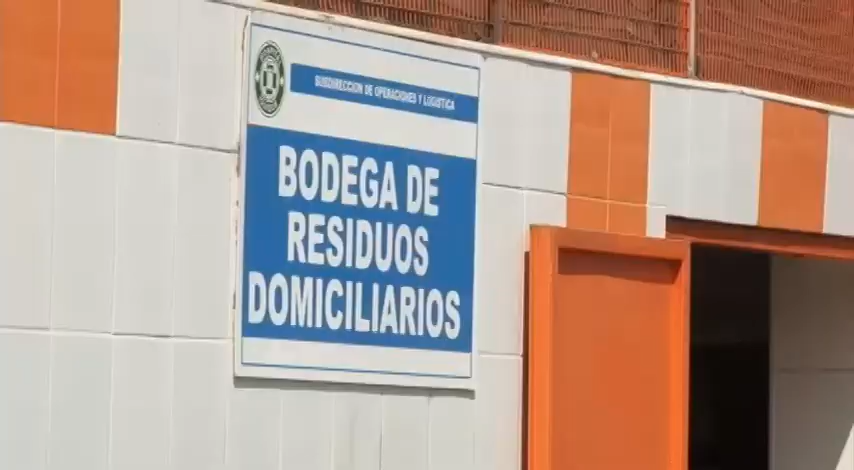 SUBDIRECCION DE OPERACIONES Y LOGISTICA
BODEGA DE
RESIDUOS
DOMICILIARIOS